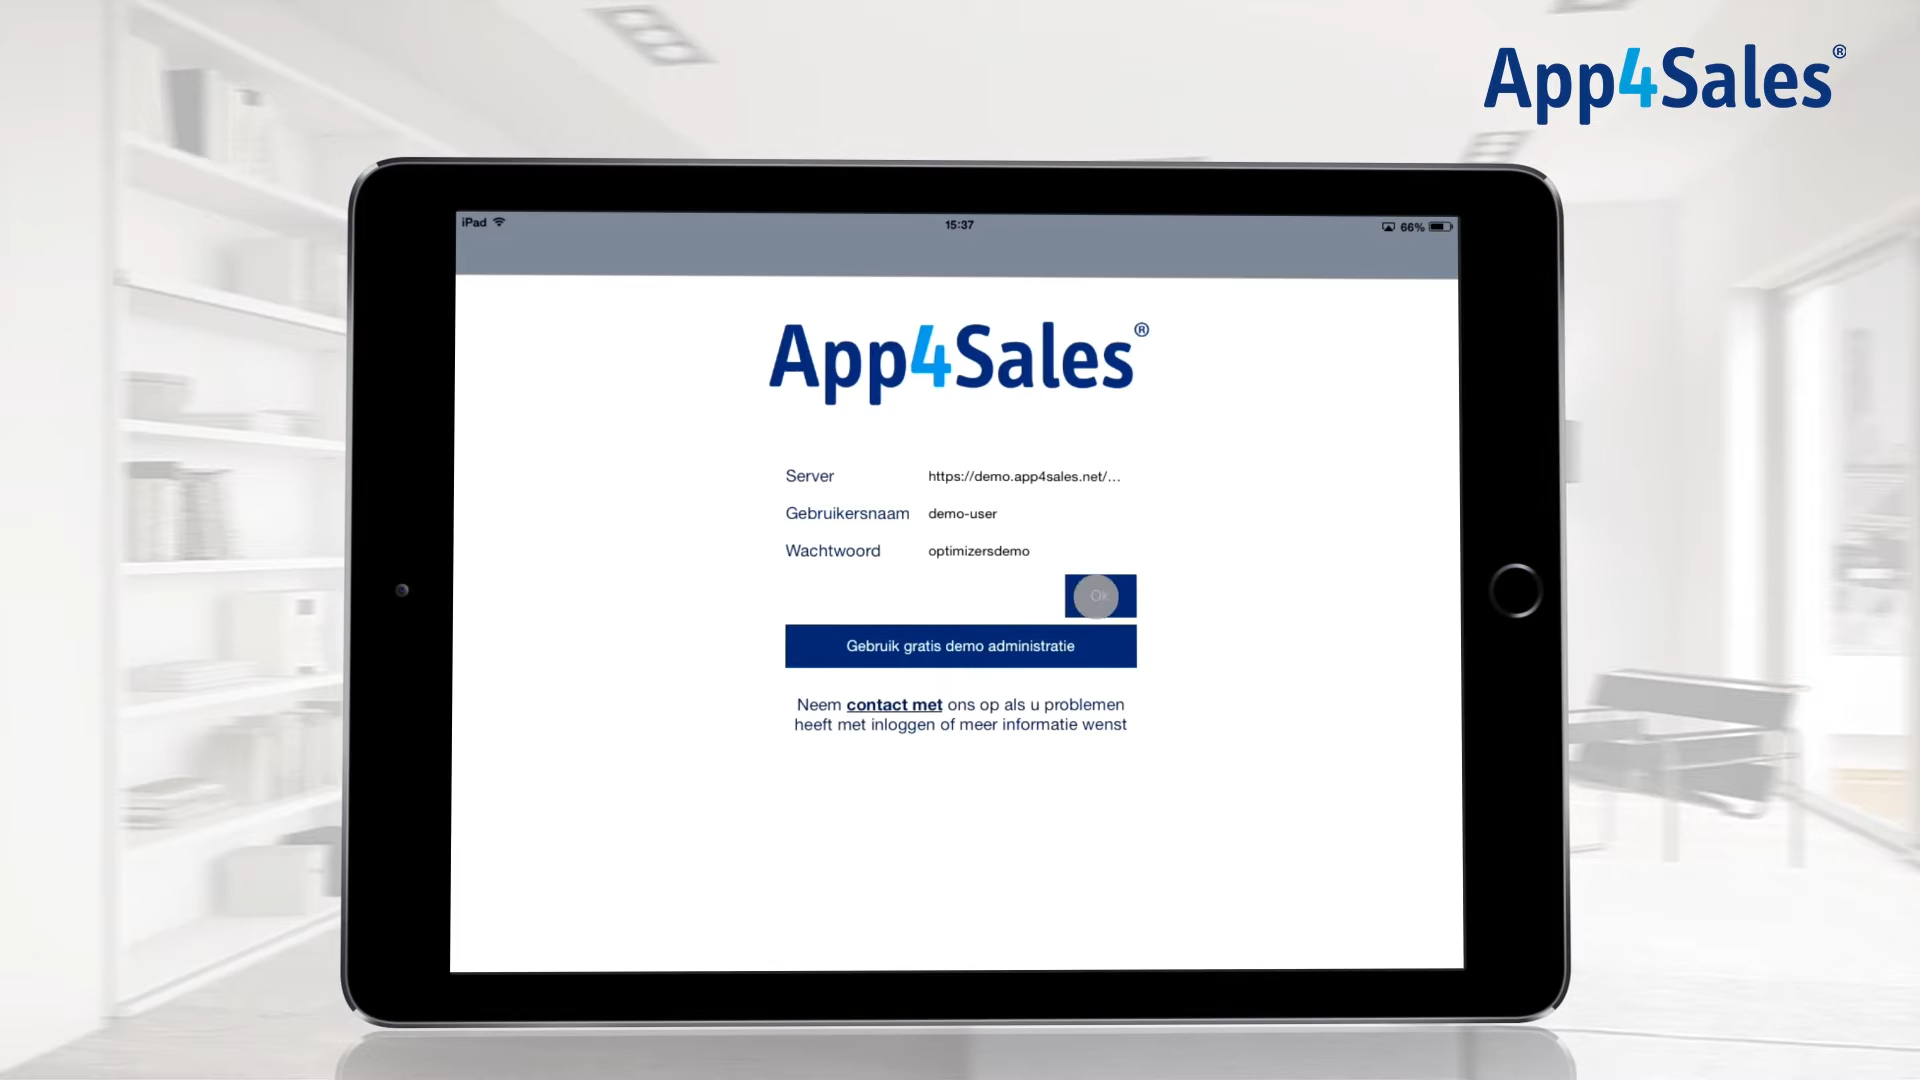 App4Sales®
iPad
15:37
66%
App4Sales®
Server https://demo.app4sales.net/...
Gebruikersnaam demo-user
Wachtwoord optimizersdemo
Ok
Gebruik gratis demo administratie
Neem contact met ons op als u problemen
heeft met inloggen of meer informatie wenst